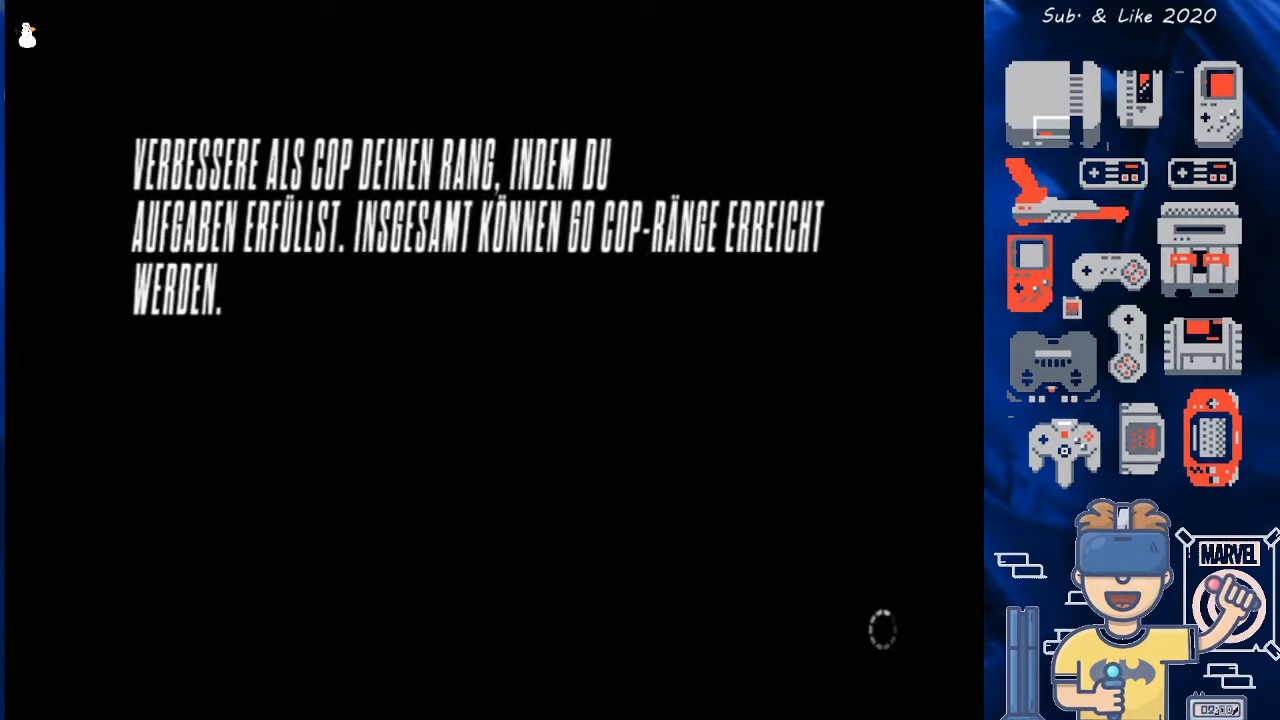 Sub· & Like 2020
VERBESSERE ALS COP DEINEN RANG, INDEM DU
AUFGABEN ERFÜLLST. INSGESAMT KÖNNEN 60 COP-RÄNGE ERREICHT
WERDEN.
MARVEL